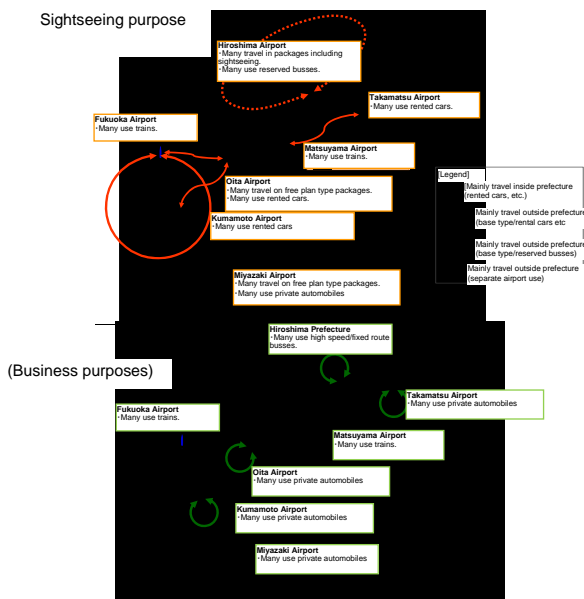 Sightseeing purpose
Hiroshima Airport
・Many travel in packages including
sightseeing.
・Many use reserved busses.
Takamatsu Airport
・Many use rented cars.
Fukuoka Airport
・Many use trains.
Matsuyama Airport
・Many use trains.
[Legend]
[Mainly travel inside prefecture
(rented cars, etc.)
Oita Airport
・Many travel on free plan type packages.
・Many use rented cars.
Mainly travel outside prefecture
(base type/rental cars etc
Kumamoto Airport
・Many use rented cars
Mainly travel outside prefecture
(base type/reserved busses)
Mainly travel outside prefecture
(separate airport use)
Miyazaki Airport
・Many travel on free plan type packages.
・Many use private automobiles
(Business purposes)
Hiroshima Prefecture
・Many use high speed/fixed route
busses.
Takamatsu Airport
・Many use private automobiles
Fukuoka Airport
・Many use trains.
Matsuyama Airport
・Many use trains.
Oita Airport
・Many use private automobiles
Kumamoto Airport
・Many use private automobiles
Miyazaki Airport
・Many use private automobiles